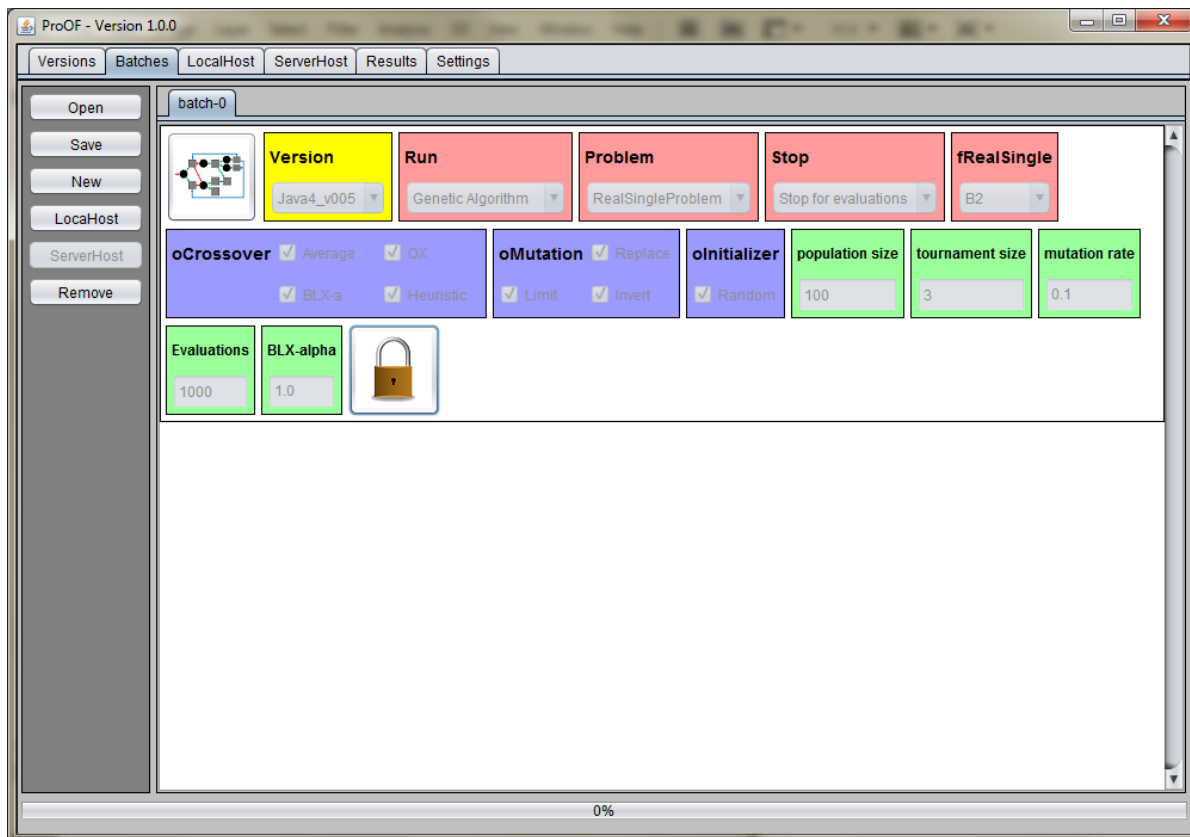 ProOF - Version 1.0.0
Versions Batches LocalHost ServerHost Results Settings
Open
Save
New
LocaHost
ServerHost
Remove
batch-0
Version Run Problem Stop fRealSingle
Java4_v005 Genetic Algorithm RealSingleProblem Stop for evaluations B2
oCrossover Average OX oMutation Replace oInitializer population size tournament size mutation rate
BLX-a Heuristic Limit Invert Random 100 3 0.1
Evaluations BLX-alpha
1000 1.0
0%